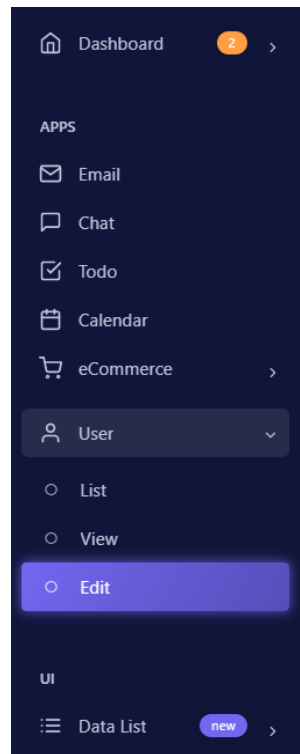 Dashboard 2
APPS
Email
Chat
Todo
Calendar
eCommerce
User
List
View
Edit
UI
Data List new